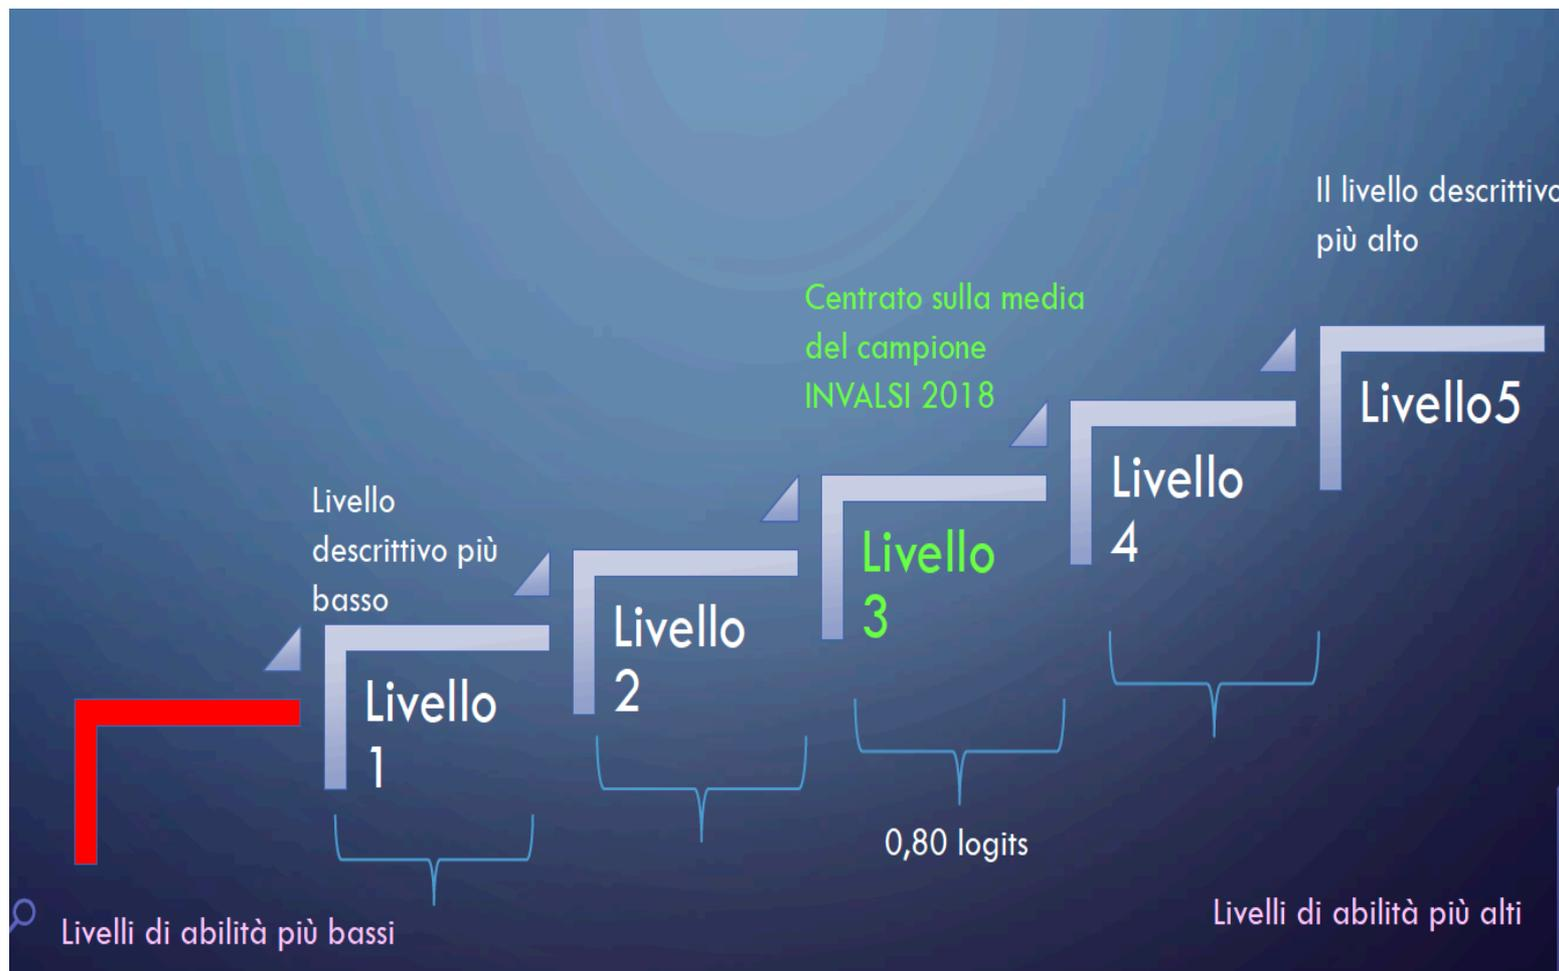 Il livello descrittivo
più alto
Centrato sulla media
del campione
INVALSI 2018
Livello5
Livello
4
Livello
descrittivo più
basso
Livello
3
Livello
2
Livello
1
0,80 logits
Livelli di abilità più bassi
Livelli di abilità più alti